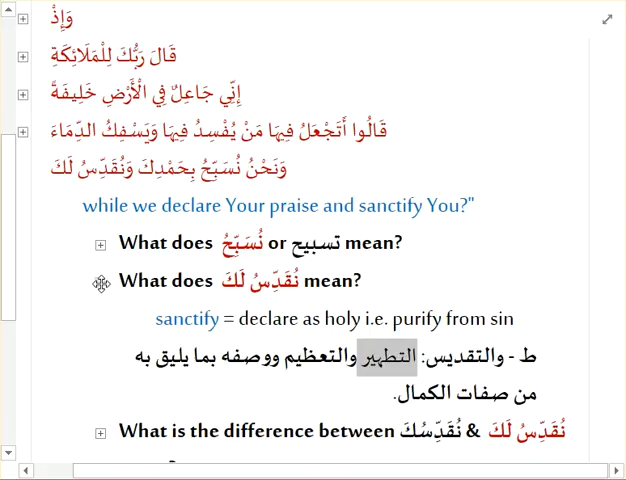 وَإِذْ
قَالَ رَبُّكَ لِلْمَلَائِكَةِ
إِنِّي جَاعِلٌ فِي الْأَرْضِ خَلِيفَةً
قَالُوا أَتَجْعَلُ فِيهَا مَنْ يُفْسِدُ فِيهَا وَيَسْفِكُ الدِّمَاءَ
وَنَحْنُ نُسَبِّحُ بِحَمْدِكَ وَنُقَدِّسُ لَكَ
while we declare Your praise and sanctify You?"
What does نُسَبِّحُ or تسبيح mean?
What does نُقَدِّسُ لَكَ mean?
sanctify = declare as holy i.e. purify from sin
ط - والتقديس: التطهير والتعظيم ووصفه بما يليق به
من صفات الكمال.
What is the difference between نُقَدِّسُكَ & نُقَدِّسُ لَكَ